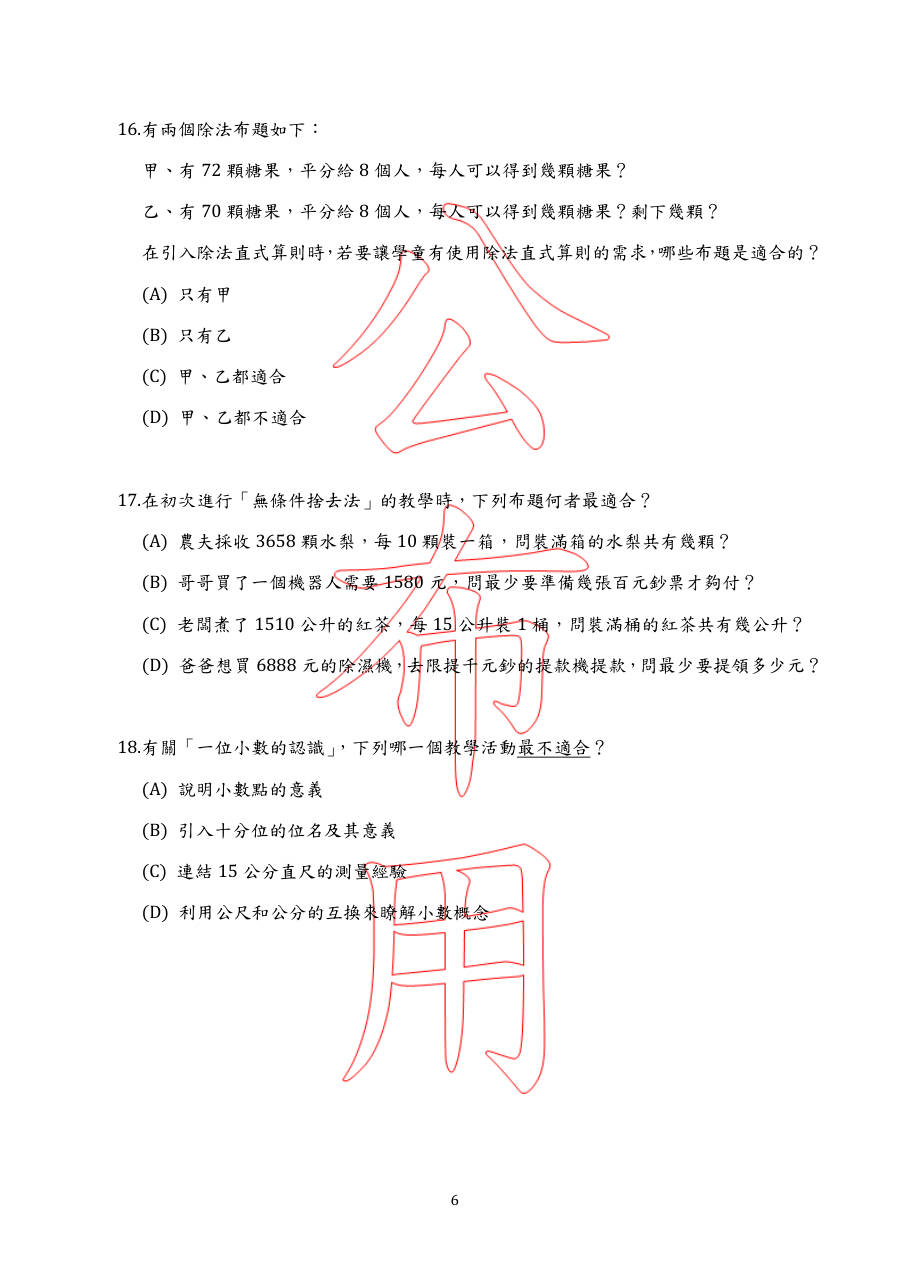 16.有兩個除法布題如下：
甲、有 72 顆糖果，平分給 8 個人，每人可以得到幾顆糖果？
乙、有 70 顆糖果，平分給 8 個人，每人可以得到幾顆糖果？剩下幾顆？
在引入除法直式算則時，若要讓學童有使用除法直式算則的需求，哪些布題是適合的？
(A) 只有甲
(B) 只有乙
(C) 甲、乙都適合
(D) 甲、乙都不適合
17.在初次進行「無條件捨去法」的教學時，下列布題何者最適合？
(A) 農夫採收 3658 顆水梨，每 10 顆裝一箱，問裝滿箱的水梨共有幾顆？
(B) 哥哥買了一個機器人需要 1580 元，問最少要準備幾張百元鈔票才夠付？
(C) 老闆煮了 1510 公升的紅茶，每 15 公升裝 1 桶，問裝滿桶的紅茶共有幾公升？
(D) 爸爸想買 6888 元的除濕機，去限提千元鈔的提款機提款，問最少要提領多少元？
18.有關「一位小數的認識」，下列哪一個教學活動最不適合？
(A) 說明小數點的意義
(B) 引入十分位的位名及其意義
(C) 連結 15 公分直尺的測量經驗
(D) 利用公尺和公分的互換來瞭解小數概念
公布用
6